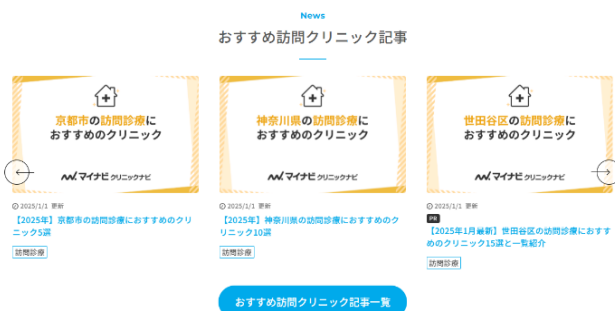 News
おすすめ訪問クリニック記事
京都市の訪問診療に
おすすめのクリニック
マイナビ クリニックナビ
2025/1/1 更新
【2025年】京都市の訪問診療におすすめのクリ
ニック5選
訪問診療
神奈川県の訪問診療に
おすすめのクリニック
マイナビ クリニックナビ
2025/1/1 更新
【2025年】神奈川県の訪問診療におすすめのク
リニック10選
訪問診療
世田谷区の訪問診療に
おすすめのクリニック
マイナビ クリニックナビ
2025/1/1 更新
PR
【2025年1月最新】世田谷区の訪問診療におすす
めのクリニック15選と一覧紹介
訪問診療
おすすめ訪問クリニック記事一覧